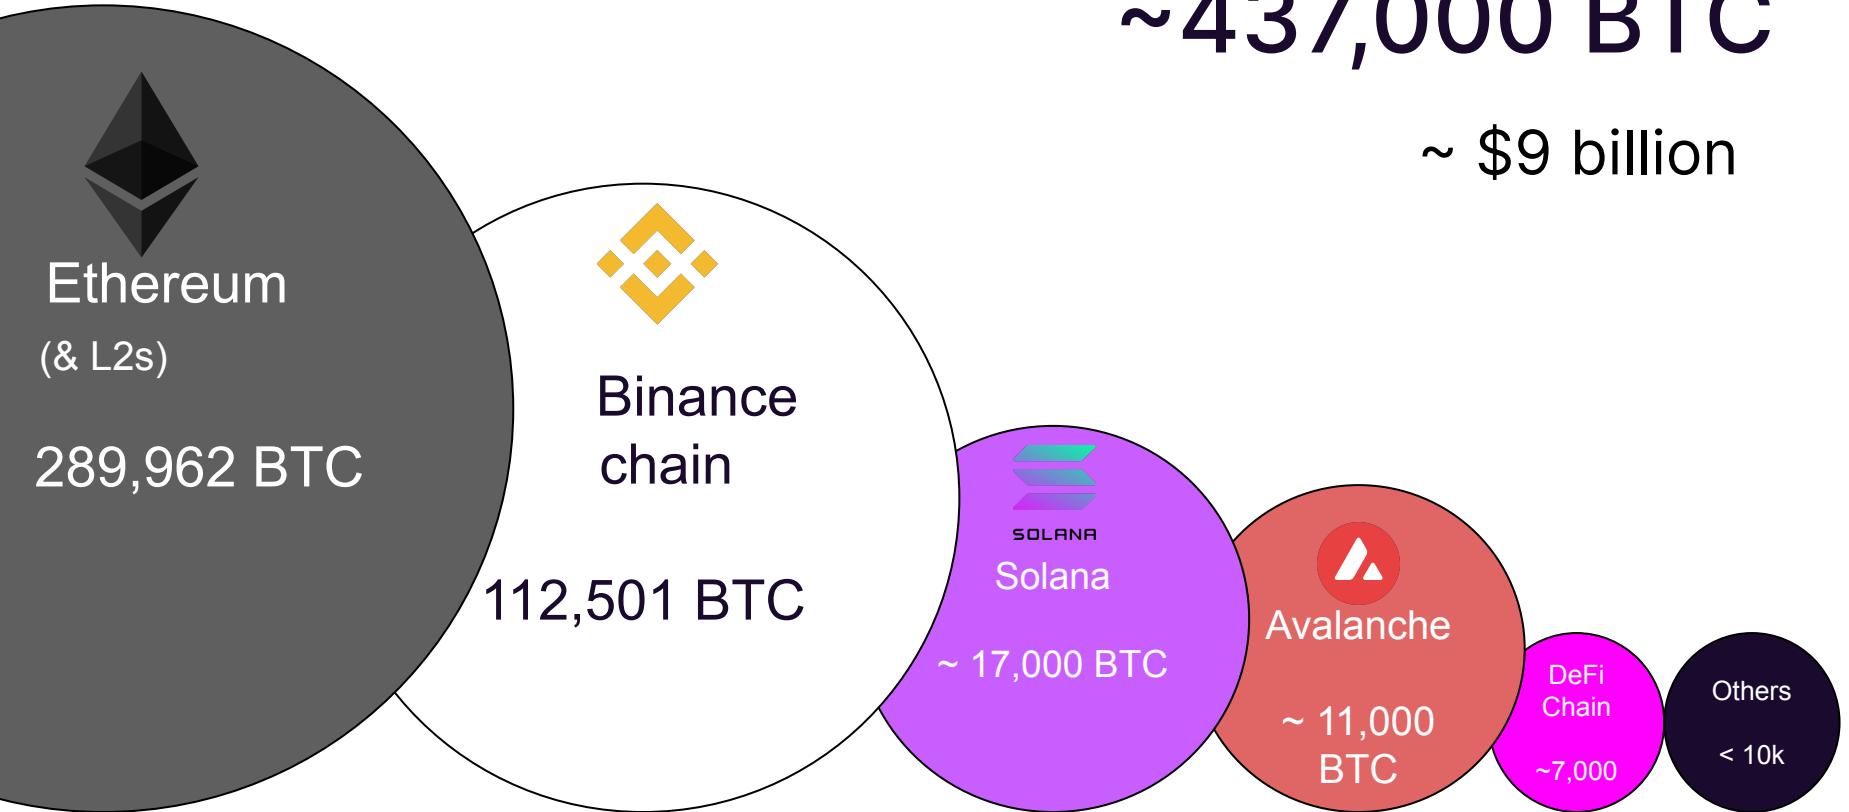 ~437,000 BTC
~ $9 billion
Ethereum
(& L2s)
289,962 BTC
Binance
chain
112,501 BTC
SOLANA
Solana
~ 17,000 BTC
Avalanche
~ 11,000
BTC
DeFi
Chain
~7,000
Others
< 10k